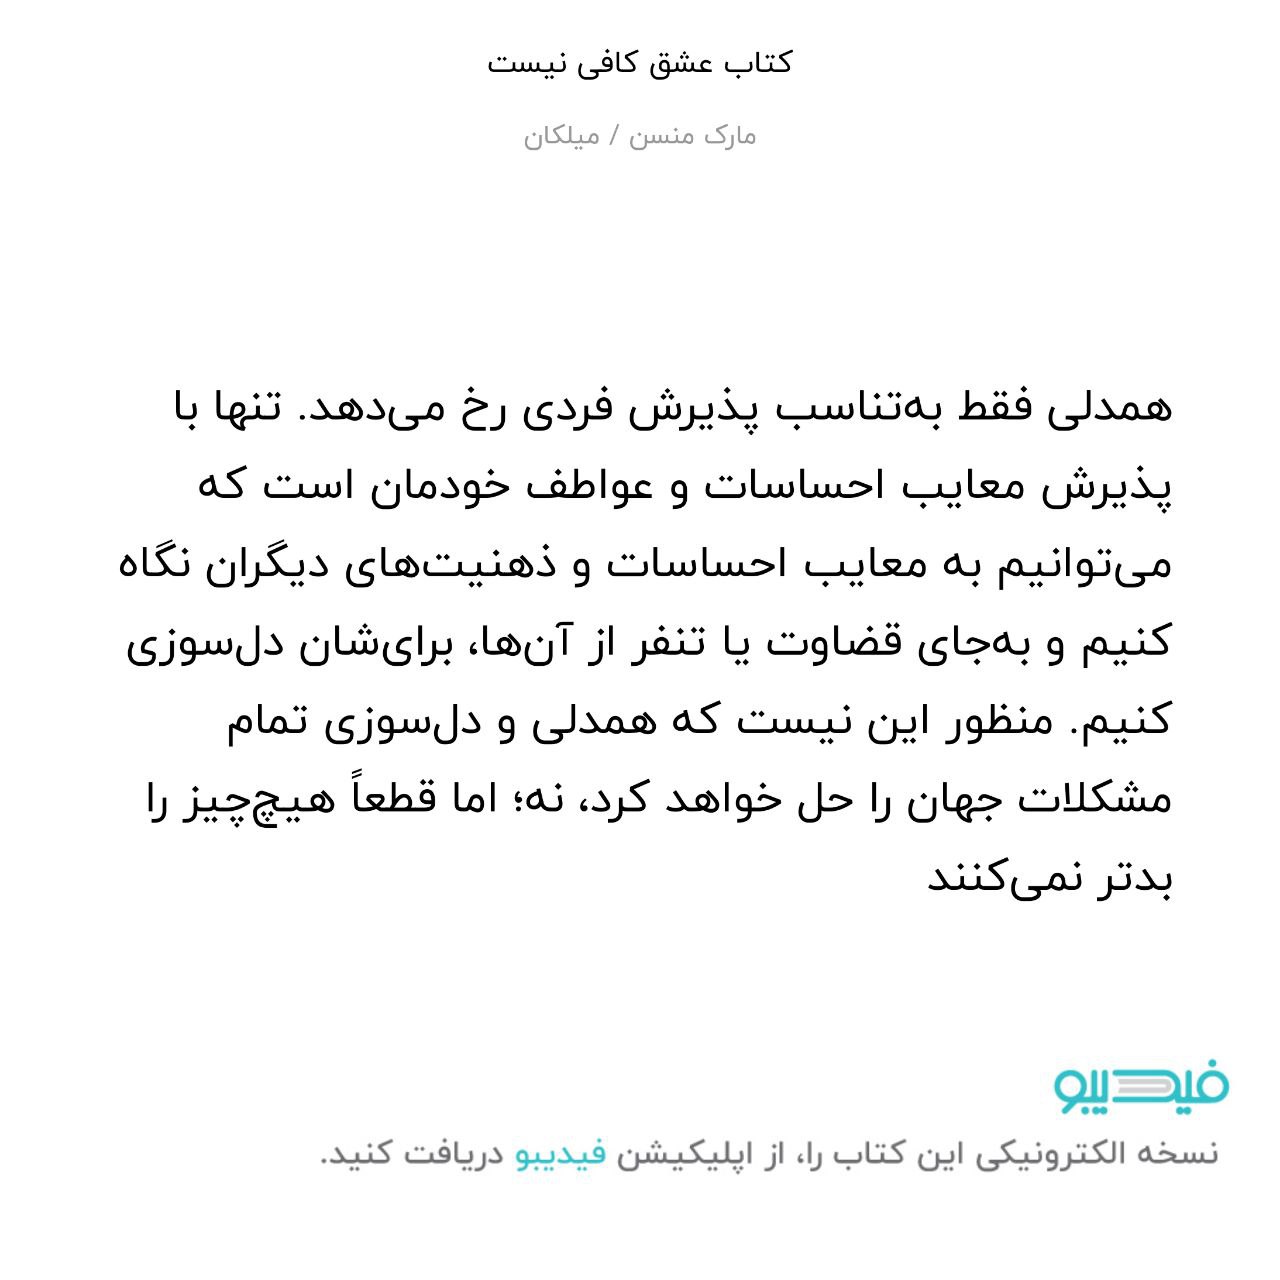 کتاب عشق کافی نیست
مارک منسن / میلکان
همدلی فقط به‌تناسب پذیرش فردی رخ می‌دهد. تنها با
پذیرش معایب احساسات و عواطف خودمان است که
می‌توانیم به معایب احساسات و ذهنیت‌های دیگران نگاه
کنیم و به‌جای قضاوت یا تنفر از آن‌ها، برای‌شان دل‌سوزی
کنیم. منظور این نیست که همدلی و دل‌سوزی تمام
مشکلات جهان را حل خواهد کرد، نه؛ اما قطعاً هیچ‌چیز را
بدتر نمی‌کنند
فیدیبو
نسخه الکترونیکی این کتاب را، از اپلیکیشن فیدیبو دریافت کنید.